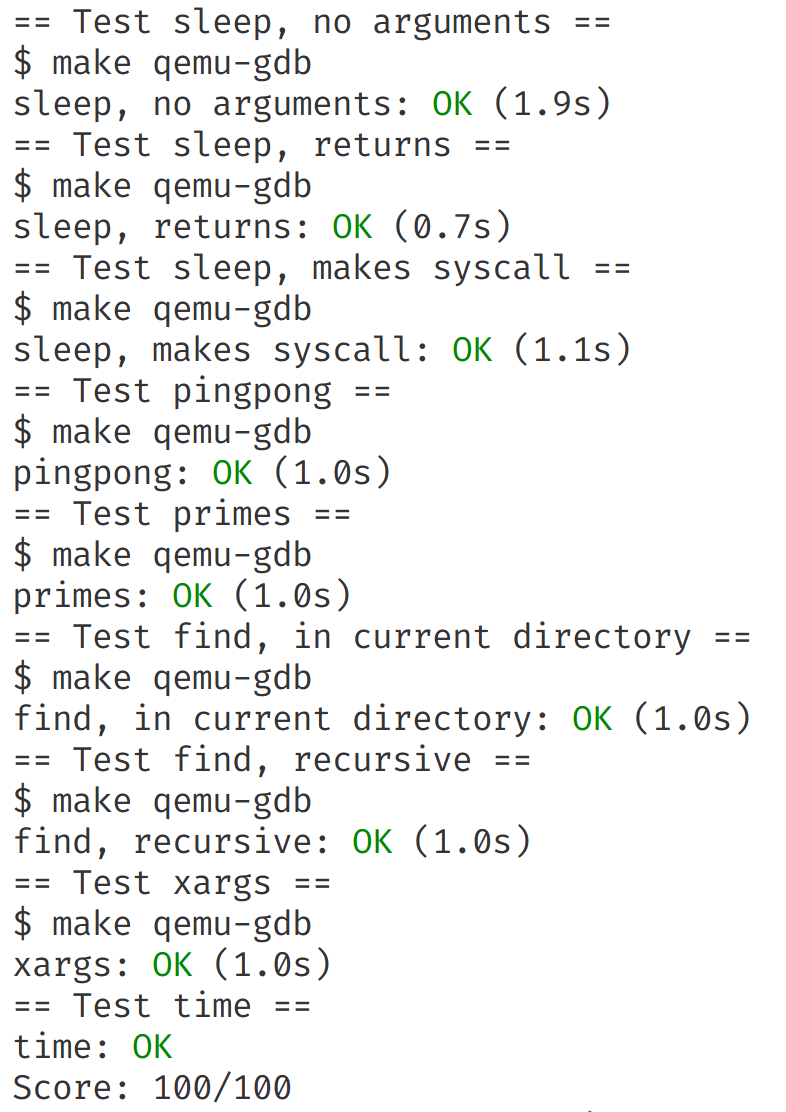 == Test sleep, no arguments ==
$ make qemu-gdb
sleep, no arguments: OK (1.9s)
== Test sleep, returns ==
$ make qemu-gdb
sleep, returns: OK (0.7s)
== Test sleep, makes syscall ==
$ make qemu-gdb
sleep, makes syscall: OK (1.1s)
== Test pingpong ==
$ make qemu-gdb
pingpong: OK (1.0s)
== Test primes ==
$ make qemu-gdb
primes: OK (1.0s)
== Test find, in current directory ==
$ make qemu-gdb
find, in current directory: OK (1.0s)
== Test find, recursive ==
$ make qemu-gdb
find, recursive: OK (1.0s)
== Test xargs ==
$ make qemu-gdb
xargs: OK (1.0s)
== Test time ==
time: OK
Score: 100/100